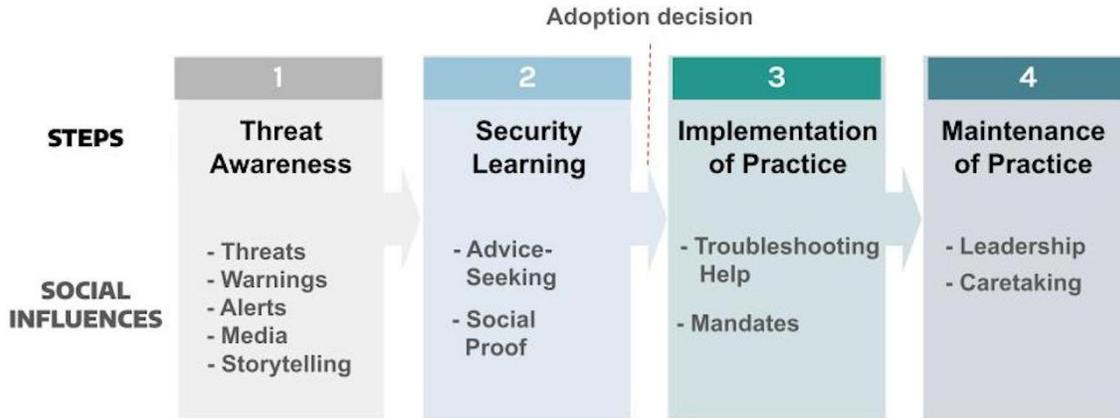 Adoption decision
1
2
3
4
STEPS
Threat
Awareness
Security
Learning
Implementation
of Practice
Maintenance
of Practice
SOCIAL
INFLUENCES
- Threats
- Warnings
- Alerts
- Media
- Storytelling
- Advice-
Seeking
- Social
Proof
- Troubleshooting
Help
- Mandates
- Leadership
- Caretaking